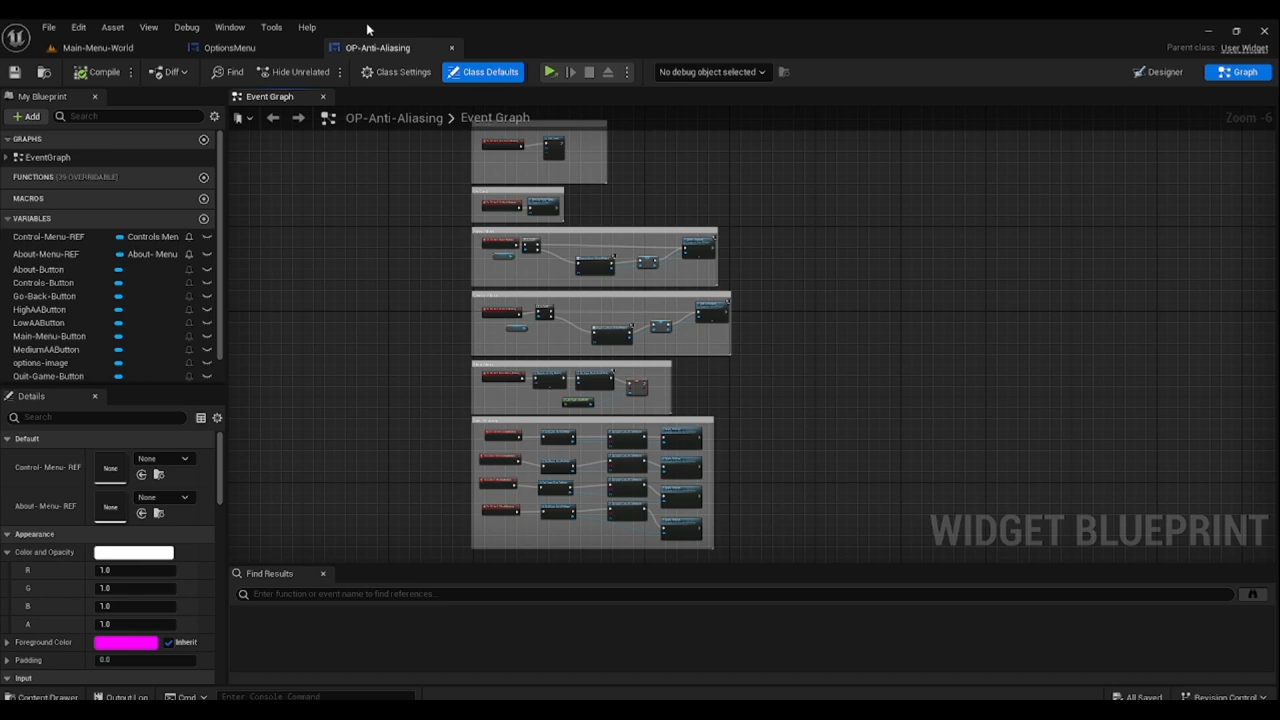 File Edit Asset View Debug Window Tools Help
Main-Menu-World OptionsMenu OP-Anti-Aliasing
Parent class: User Widget
Compile Diff Find Hide Unrelated Class Settings Class Defaults No debug object selected Designer Graph
My Blueprint Event Graph
Add Search OP-Anti-Aliasing Event Graph Zoom -6
GRAPHS
EventGraph
FUNCTIONS (39 OVERRIDABLE)
MACROS
VARIABLES
Control-Menu-REF Controls Men
About-Menu-REF About- Menu
About-Button
Controls-Button
Go-Back-Button
HighAAButton
LowAAButton
Main-Menu-Button
MediumAAButton
options-image
Quit-Game-Button
Details
Search
Default
Control- Menu- REF None None
About- Menu- REF None None
WIDGET BLUEPRINT
Appearance
Color and Opacity
R 1.0
G 1.0
B 1.0
A 1.0
Foreground Color Inherit
Padding 0.0
Input
Find Results
Enter function or event name to find references...
Content Drawer Output Log Cmd Enter Console Command All Saved Revision Control